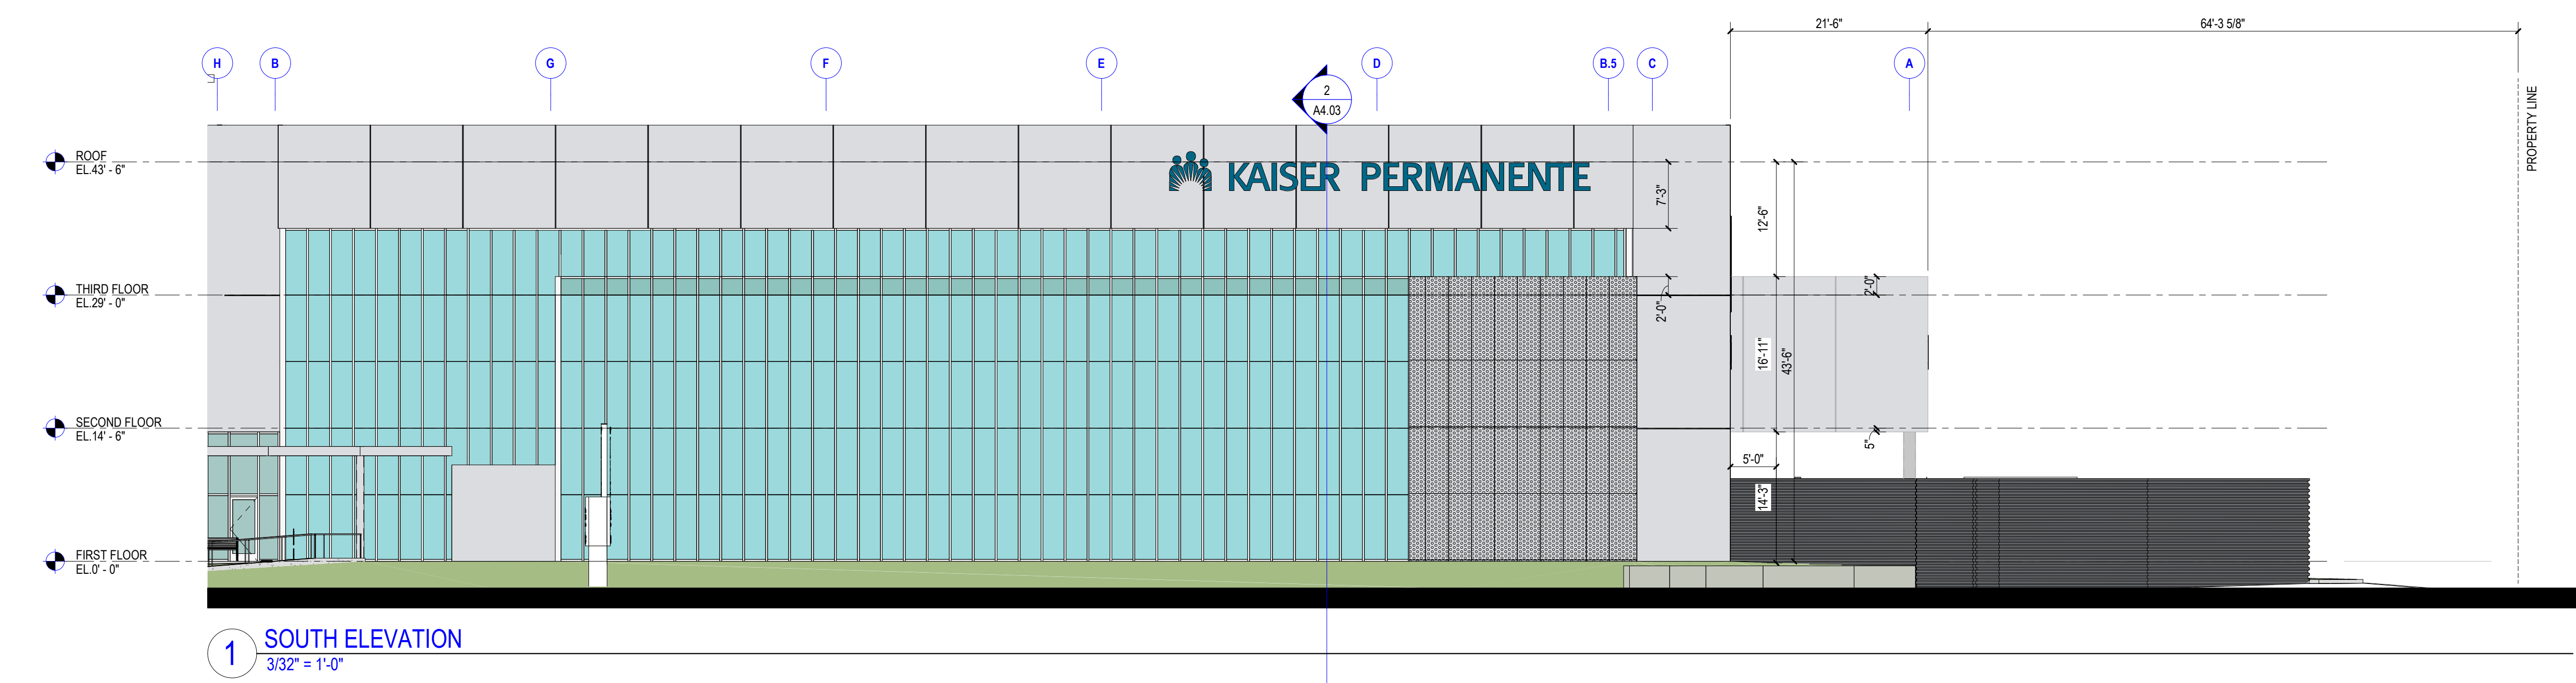 21'-6"
64'-3 5/8"
H
B
G
F
E
D
B.5
C
A
2
A4.03
PROPERTY LINE
ROOF
EL.43' - 6"
KAISER PERMANENTE
7'-3"
12'-6"
THIRD FLOOR
EL.29' - 0"
2'-0"
2'-0"
16'-11"
43'-6"
SECOND FLOOR
EL.14' - 6"
5"
5'-0"
14'-3"
FIRST FLOOR
EL.0' - 0"
1
SOUTH ELEVATION
3/32" = 1'-0"